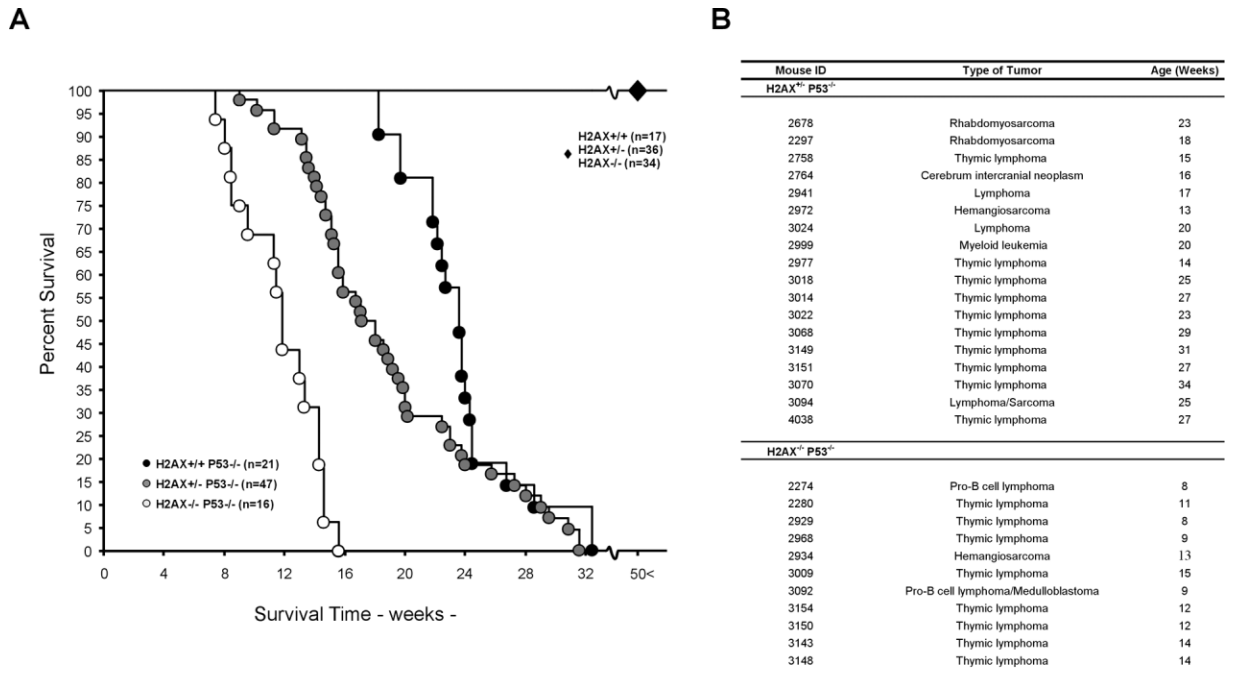 A
Percent Survival
100
95
90
85
80
75
70
65
60
55
50
45
40
35
30
25
20
15
10
5
0
H2AX+/+ (n=17)
H2AX+/- (n=36)
H2AX-/- (n=34)
H2AX+/+ P53-/- (n=21)
H2AX+/- P53-/- (n=47)
H2AX-/- P53-/- (n=16)
0 4 8 12 16 20 24 28 32 50<
Survival Time - weeks -
B
Mouse ID Type of Tumor Age (Weeks)
H2AX+/- P53-/-
2678 Rhabdomyosarcoma 23
2297 Rhabdomyosarcoma 18
2758 Thymic lymphoma 15
2764 Cerebrum intercranial neoplasm 16
2941 Lymphoma 17
2972 Hemangiosarcoma 13
3024 Lymphoma 20
2999 Myeloid leukemia 20
2977 Thymic lymphoma 14
3018 Thymic lymphoma 25
3014 Thymic lymphoma 27
3022 Thymic lymphoma 23
3068 Thymic lymphoma 29
3149 Thymic lymphoma 31
3151 Thymic lymphoma 27
3070 Thymic lymphoma 34
3094 Lymphoma/Sarcoma 25
4038 Thymic lymphoma 27
H2AX-/- P53-/-
2274 Pro-B cell lymphoma 8
2280 Thymic lymphoma 11
2929 Thymic lymphoma 8
2968 Thymic lymphoma 9
2934 Hemangiosarcoma 13
3009 Thymic lymphoma 15
3092 Pro-B cell lymphoma/Medulloblastoma 9
3154 Thymic lymphoma 12
3150 Thymic lymphoma 12
3143 Thymic lymphoma 14
3148 Thymic lymphoma 14